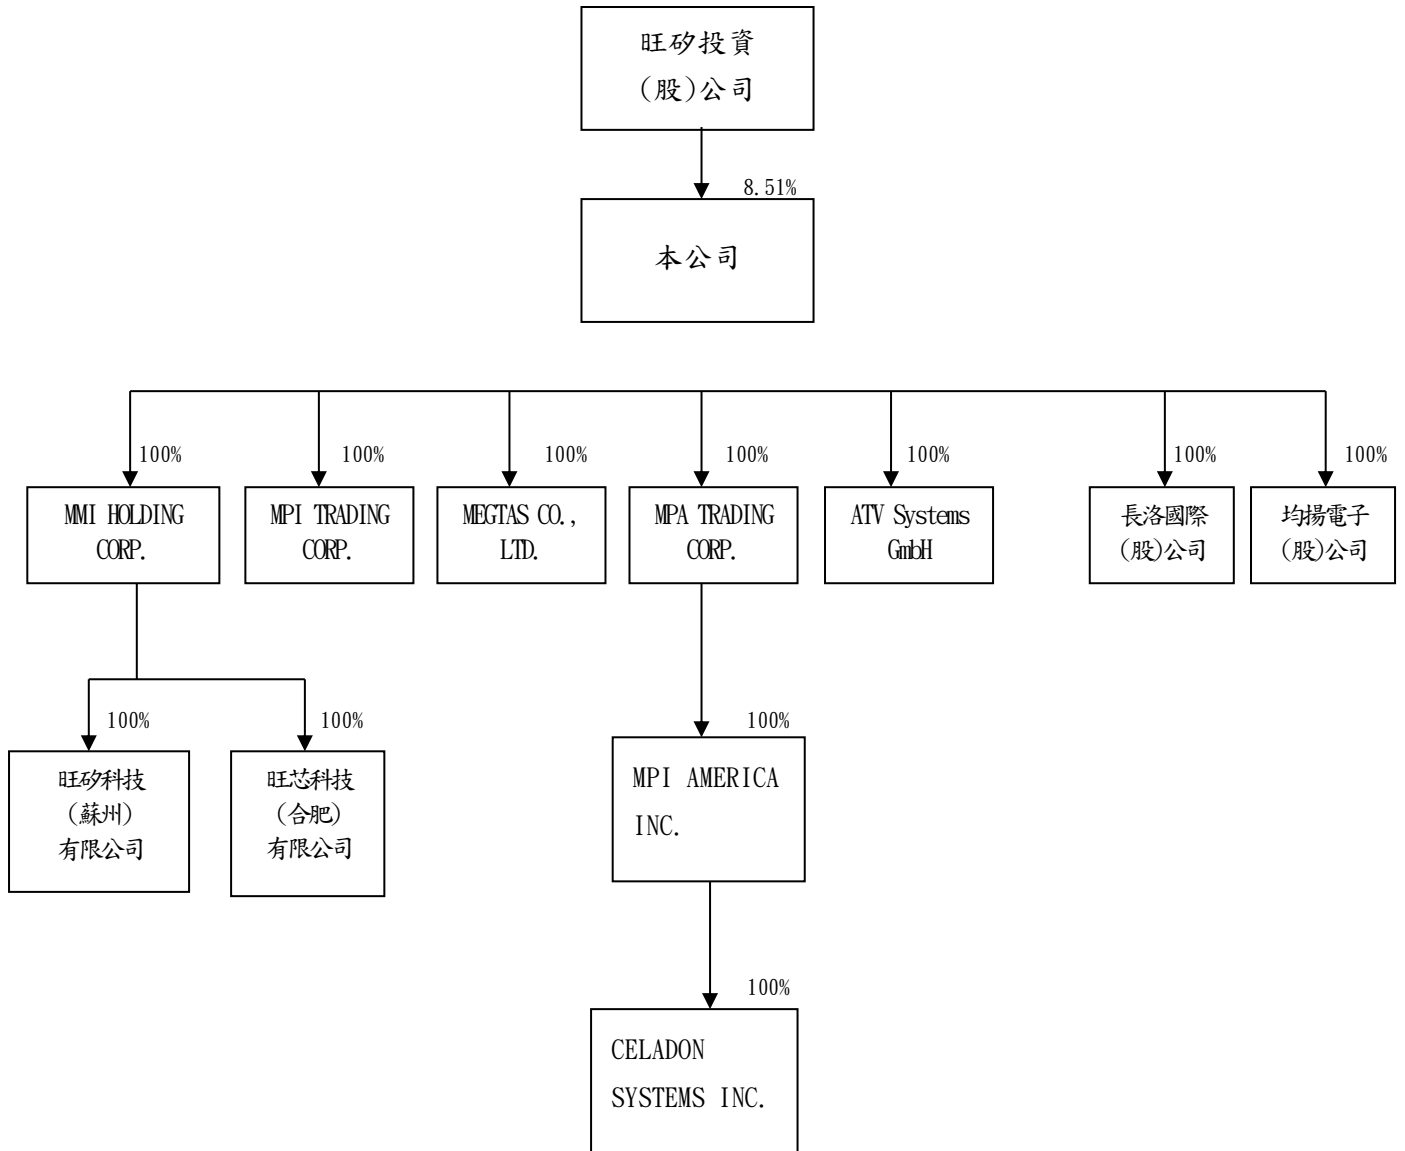 旺矽投資
(股)公司
8.51%
本公司
100%
100%
100%
100%
100%
100%
100%
MMI HOLDING
CORP.
MPI TRADING
CORP.
MEGTAS CO.,
LTD.
MPA TRADING
CORP.
ATV Systems
GmbH
長洛國際
(股)公司
均揚電子
(股)公司
100%
100%
100%
旺矽科技
(蘇州)
有限公司
旺芯科技
(合肥)
有限公司
MPI AMERICA
INC.
100%
CELADON
SYSTEMS INC.